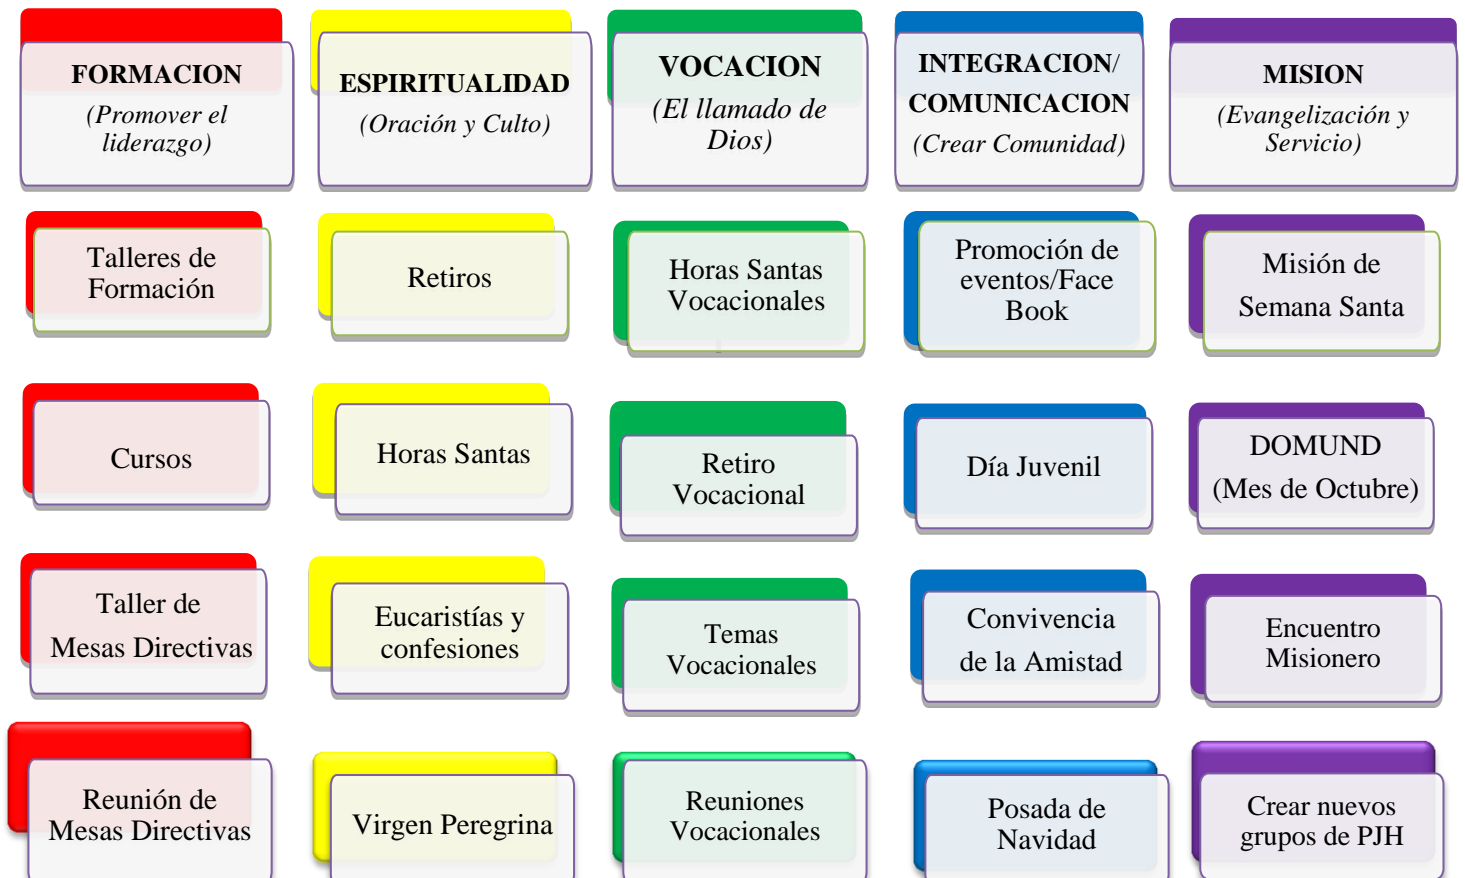 FORMACION
(Promover el
liderazgo)
ESPIRITUALIDAD
(Oración y Culto)
VOCACION
(El llamado de
Dios)
INTEGRACION/
COMUNICACION
(Crear Comunidad)
MISION
(Evangelización y
Servicio)
Talleres de
Formación
Retiros
Horas Santas
Vocacionales
Promoción de
eventos/Face
Book
Misión de
Semana Santa
Cursos
Horas Santas
Retiro
Vocacional
Día Juvenil
DOMUND
(Mes de Octubre)
Taller de
Mesas Directivas
Eucaristías y
confesiones
Temas
Vocacionales
Convivencia
de la Amistad
Encuentro
Misionero
Reunión de
Mesas Directivas
Virgen Peregrina
Reuniones
Vocacionales
Posada de
Navidad
Crear nuevos
grupos de PJH